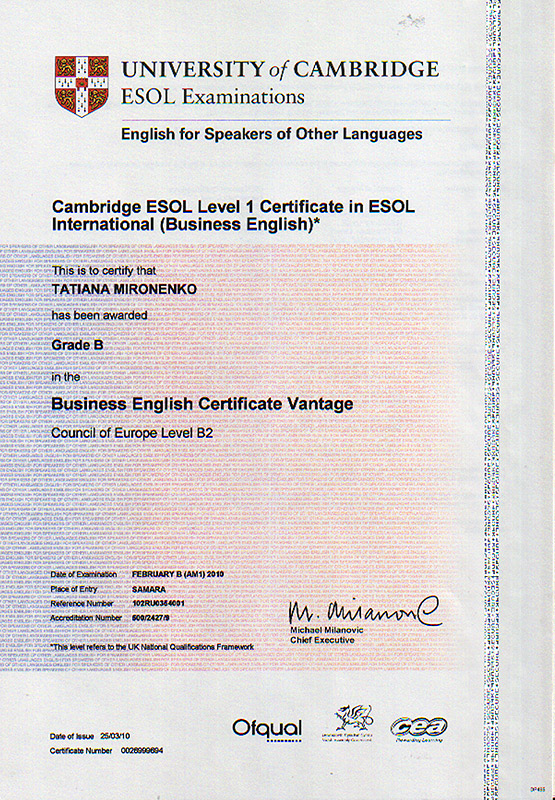 UNIVERSITY of CAMBRIDGE
ESOL Examinations
English for Speakers of Other Languages
Cambridge ESOL Level 1 Certificate in ESOL
International (Business English)*
This is to certify that
TATIANA MIRONENKO
has been awarded
Grade B
in the
Business English Certificate Vantage
Council of Europe Level B2
Date of Examination FEBRUARY B (AM1) 2010
Place of Entry SAMARA
Reference Number 102RU0364001
Accreditation Number 500/2427/9
*This level refers to the UK National Qualifications Framework
M. Milanovic
Michael Milanovic
Chief Executive
Date of Issue 25/03/10
Certificate Number 0026999694
Ofqual
cea
Rewarding Learning